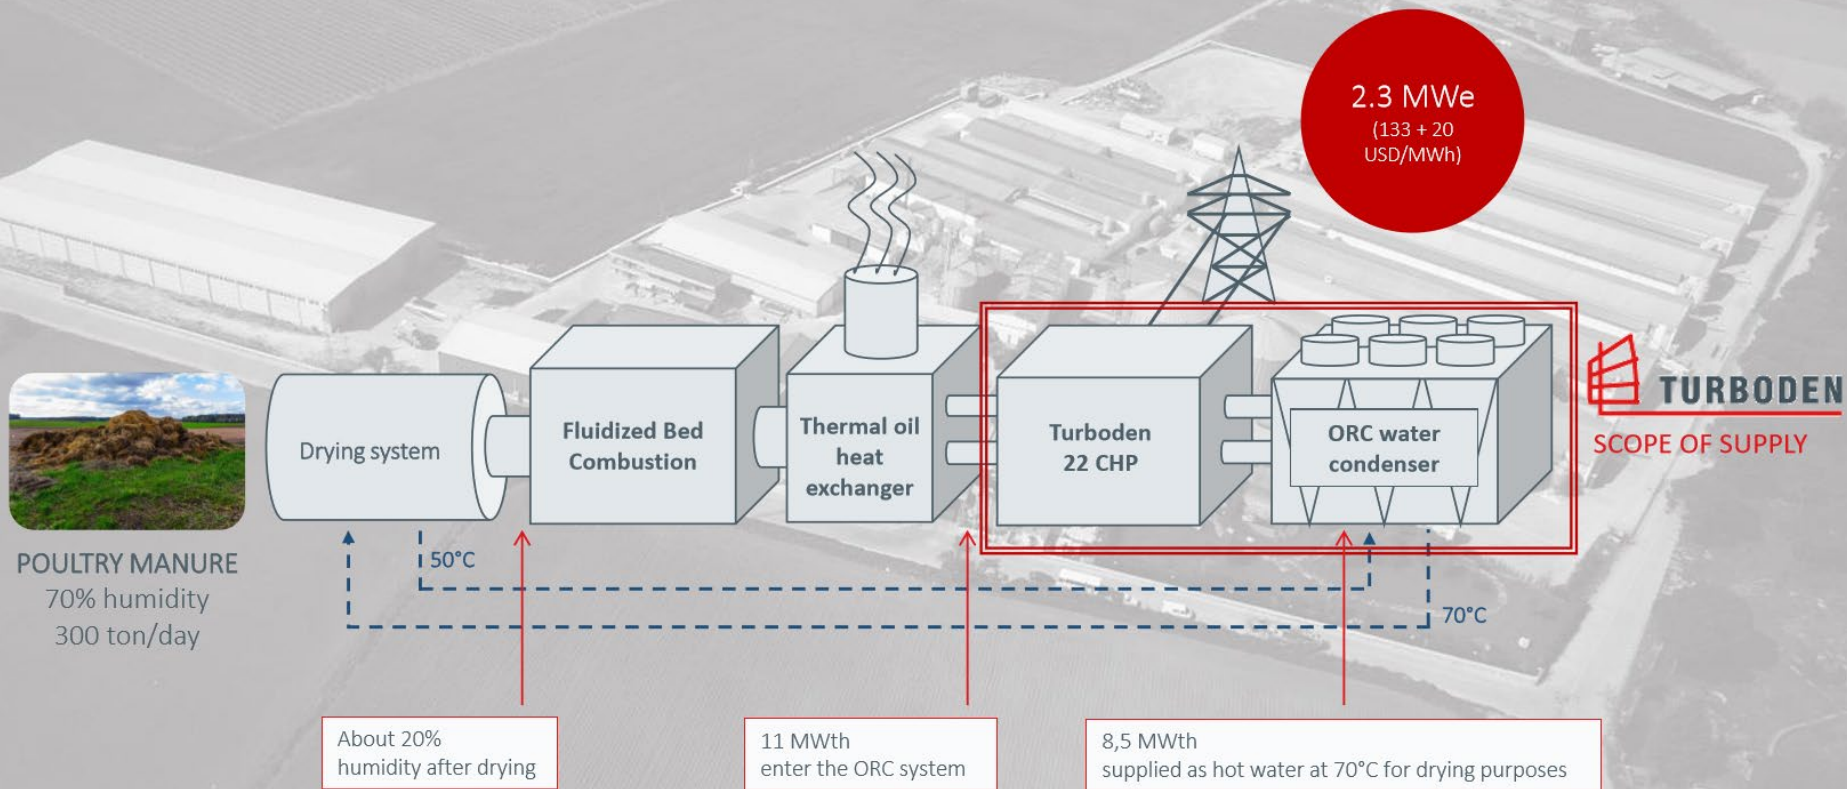 2.3 MWe
(133 + 20
USD/MWh)
TURBODEN
SCOPE OF SUPPLY
Drying system
Fluidized Bed
Combustion
Thermal oil
heat
exchanger
Turboden
22 CHP
ORC water
condenser
POULTRY MANURE
70% humidity
300 ton/day
50°C
70°C
About 20%
humidity after drying
11 MWth
enter the ORC system
8,5 MWth
supplied as hot water at 70°C for drying purposes